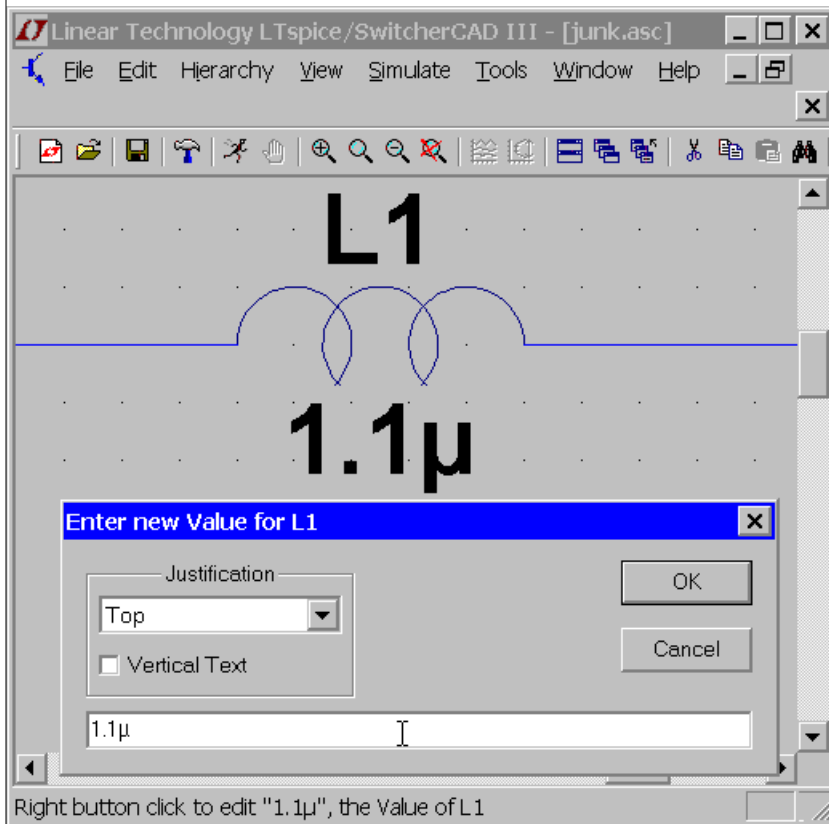 Linear Technology LTspice/SwitcherCAD III - [junk.asc]
File Edit Hierarchy View Simulate Tools Window Help
L1
1.1µ
Enter new Value for L1
Justification
OK
Top
Cancel
Vertical Text
1.1µ
Right button click to edit "1.1µ", the Value of L1